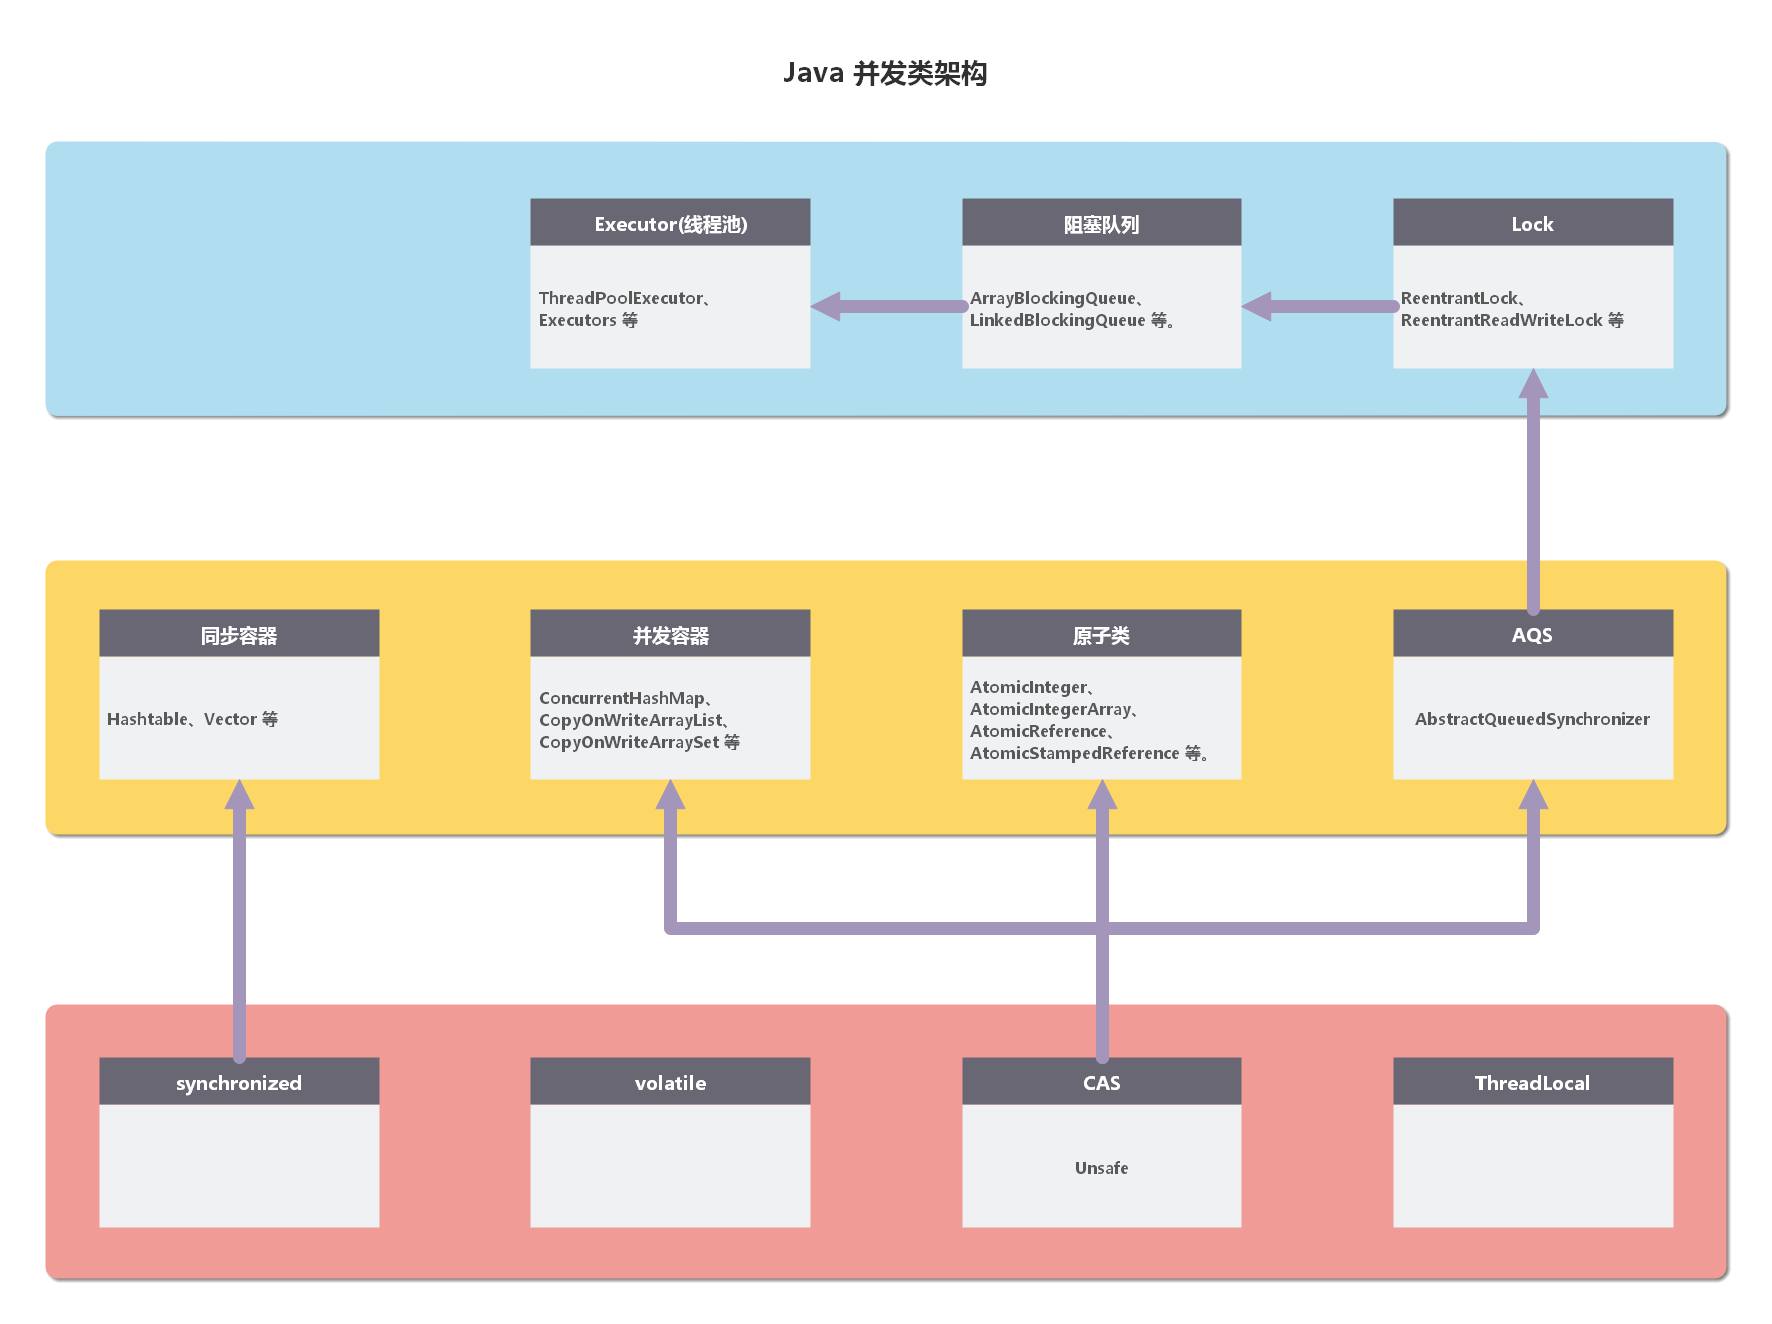 Java 并发类架构
Executor(线程池)
ThreadPoolExecutor、
Executors 等
阻塞队列
ArrayBlockingQueue、
LinkedBlockingQueue 等。
Lock
ReentrantLock、
ReentrantReadWriteLock 等
同步容器
Hashtable、Vector 等
并发容器
ConcurrentHashMap、
CopyOnWriteArrayList、
CopyOnWriteArraySet 等
原子类
AtomicInteger、
AtomicIntegerArray、
AtomicReference、
AtomicStampedReference 等。
AQS
AbstractQueuedSynchronizer
synchronized
volatile
CAS
Unsafe
ThreadLocal